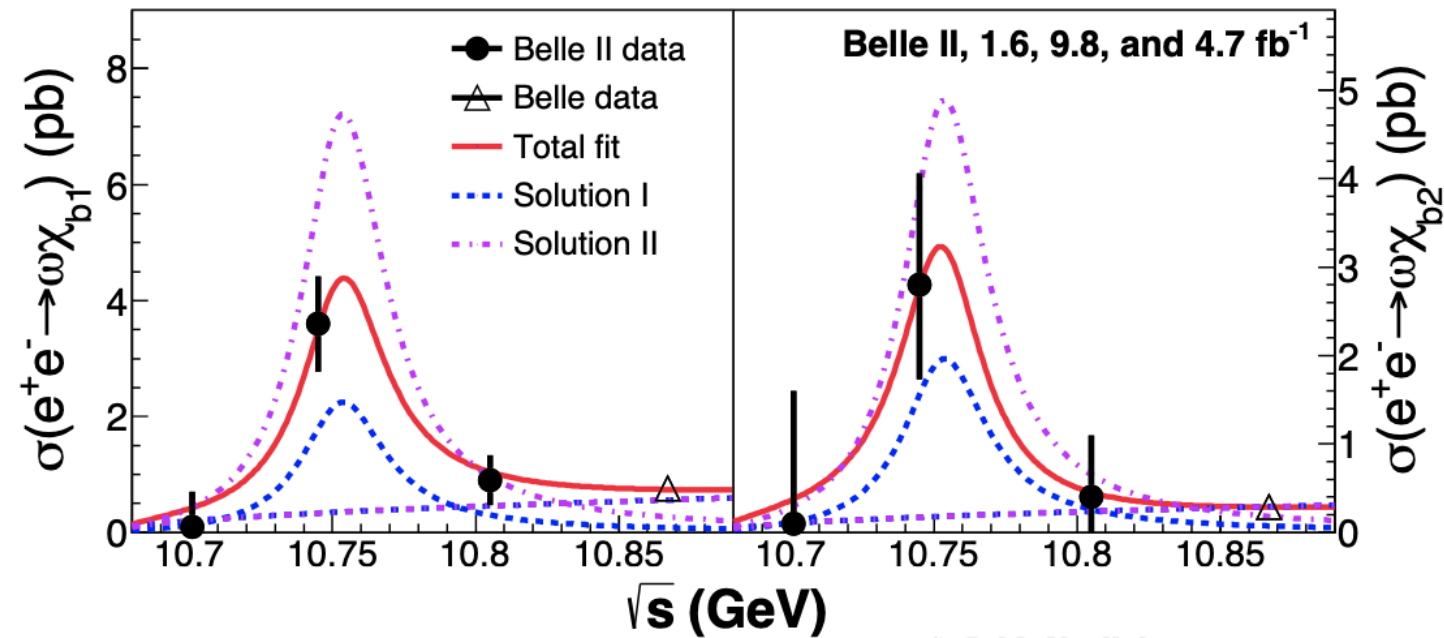 Belle II, 1.6, 9.8, and 4.7 fb⁻¹
Belle II data
Belle data
Total fit
Solution I
Solution II
σ(e⁺e⁻→ωχ_b1) (pb)
8
6
4
2
0
σ(e⁺e⁻→ωχ_b2) (pb)
5
4
3
2
1
0
10.7 10.75 10.8 10.85 10.7 10.75 10.8 10.85
√s (GeV)